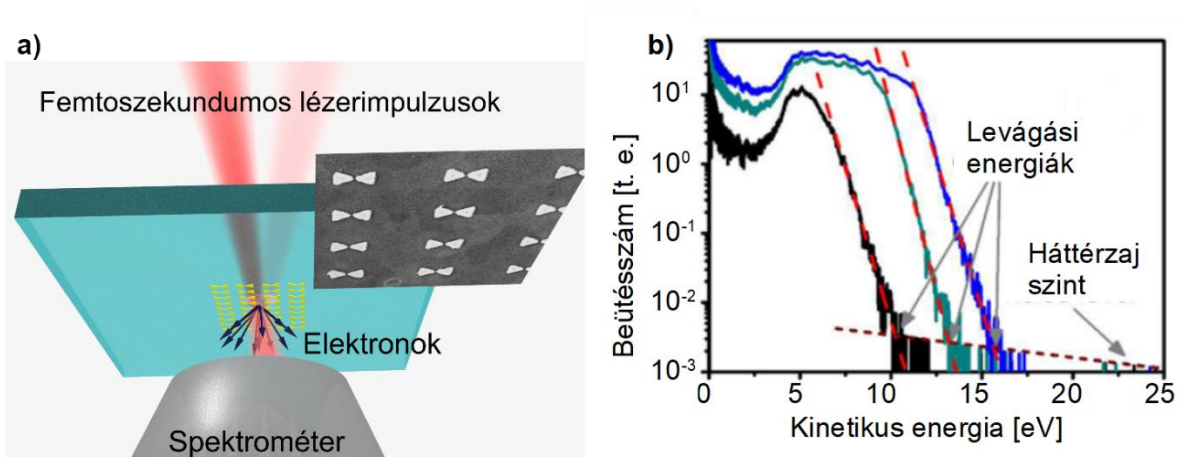 a)
Femtoszekundumos lézerimpulzusok
Elektronok
Spektrométer
b)
Beütésszám [t. e.]
10¹
10⁰
10⁻¹
10⁻²
10⁻³
0 5 10 15 20 25
Kinetikus energia [eV]
Levágási
energiák
Háttérzaj
szint